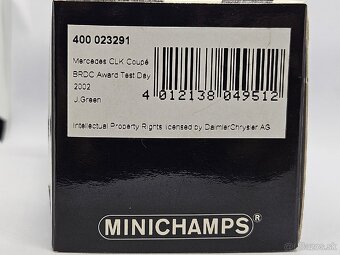 400 023291
Mercedes CLK Coupé
BRDC Award Test Day
2002
J.Green
4 012138 049512
Intellectual Property Rights licensed by DaimlerChrysler AG
MINICHAMPS®